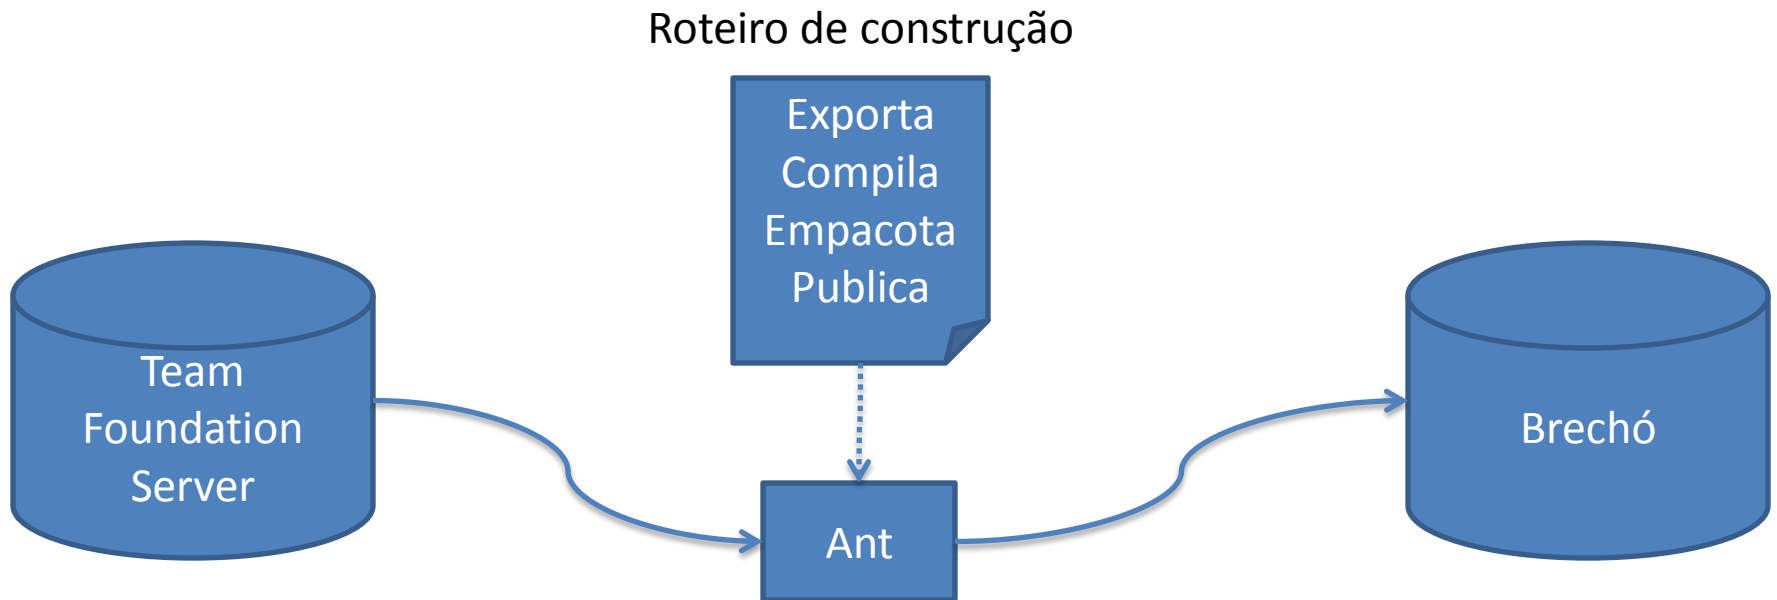 Roteiro de construção
Exporta
Compila
Empacota
Publica
Team
Foundation
Server
Brechó
Ant